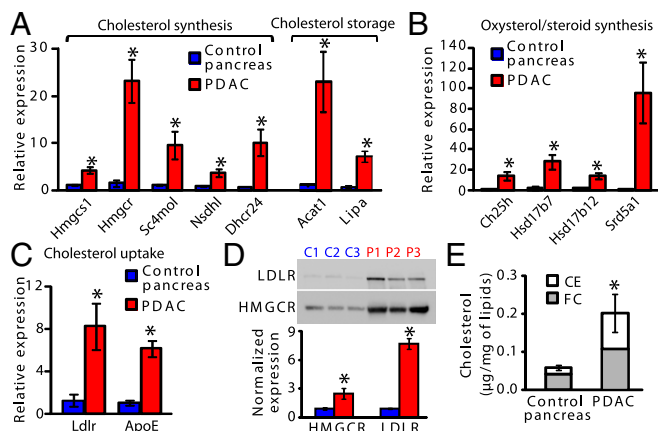 A
Cholesterol synthesis
Cholesterol storage
Relative expression
30
20
10
0
Control
pancreas
PDAC
*
*
*
*
*
*
*
Hmgcs1
Hmgcr
Sc4mol
Nsdhl
Dhcr24
Acat1
Lipa
B
Oxysterol/steroid synthesis
Relative expression
140
120
100
80
60
40
20
0
Control
pancreas
PDAC
*
*
*
*
Ch25h
Hsd17b7
Hsd17b12
Srd5a1
C
Cholesterol uptake
Relative expression
12
8
4
0
Control
pancreas
PDAC
*
*
Ldlr
ApoE
D
C1 C2 C3 P1 P2 P3
LDLR
HMGCR
Normalized
expression
9
6
3
0
*
*
HMGCR
LDLR
E
Cholesterol
(µg/mg of lipids)
0.3
0.2
0.1
0.0
CE
FC
*
Control
pancreas
PDAC